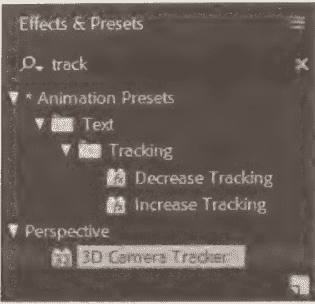 Effects & Presets
track
* Animation Presets
Text
Tracking
Decrease Tracking
Increase Tracking
Perspective
3D Camera Tracker